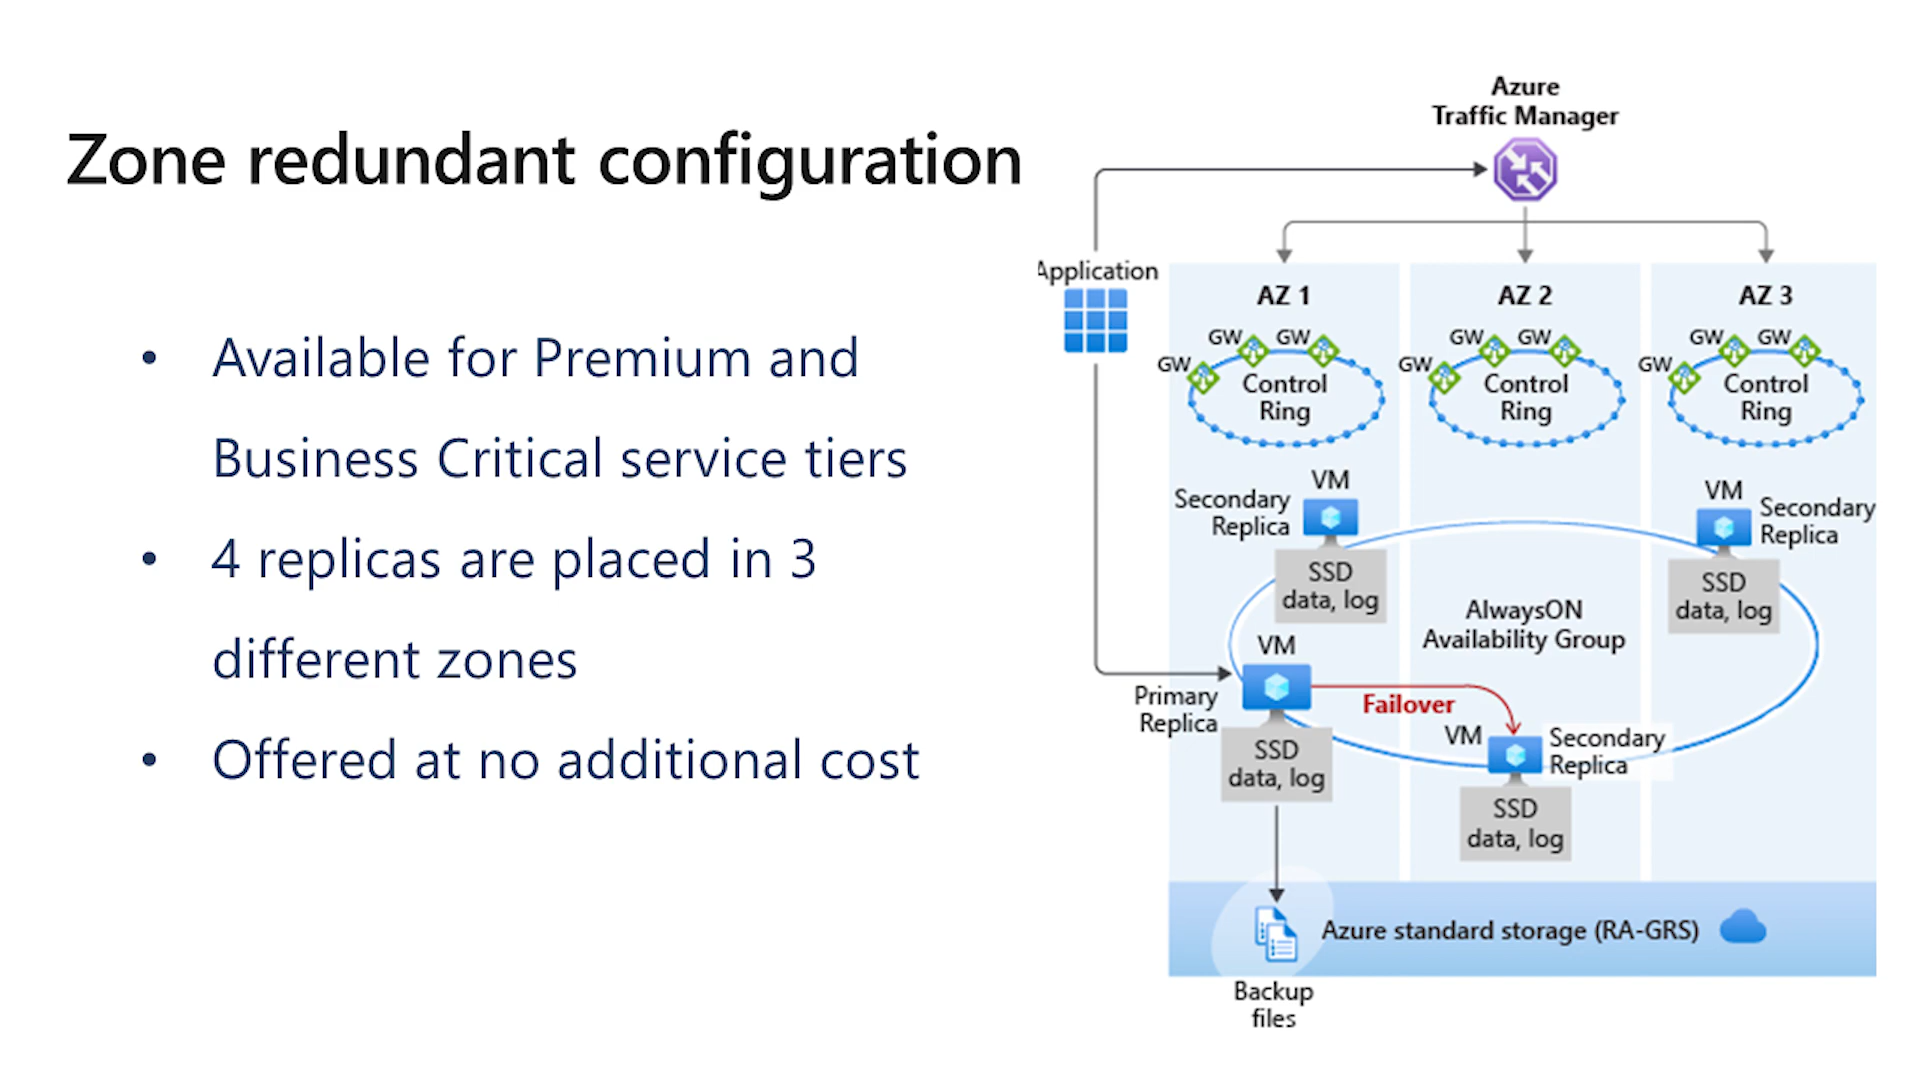 Zone redundant configuration
• Available for Premium and
Business Critical service tiers
• 4 replicas are placed in 3
different zones
• Offered at no additional cost
Azure
Traffic Manager
Application
AZ 1
AZ 2
AZ 3
GW
GW
GW
Control
Ring
GW
GW
GW
Control
Ring
GW
GW
GW
Control
Ring
VM
Secondary
Replica
SSD
data, log
VM
Secondary
Replica
SSD
data, log
AlwaysON
Availability Group
VM
Primary
Replica
SSD
data, log
Failover
VM
Secondary
Replica
SSD
data, log
Azure standard storage (RA-GRS)
Backup
files